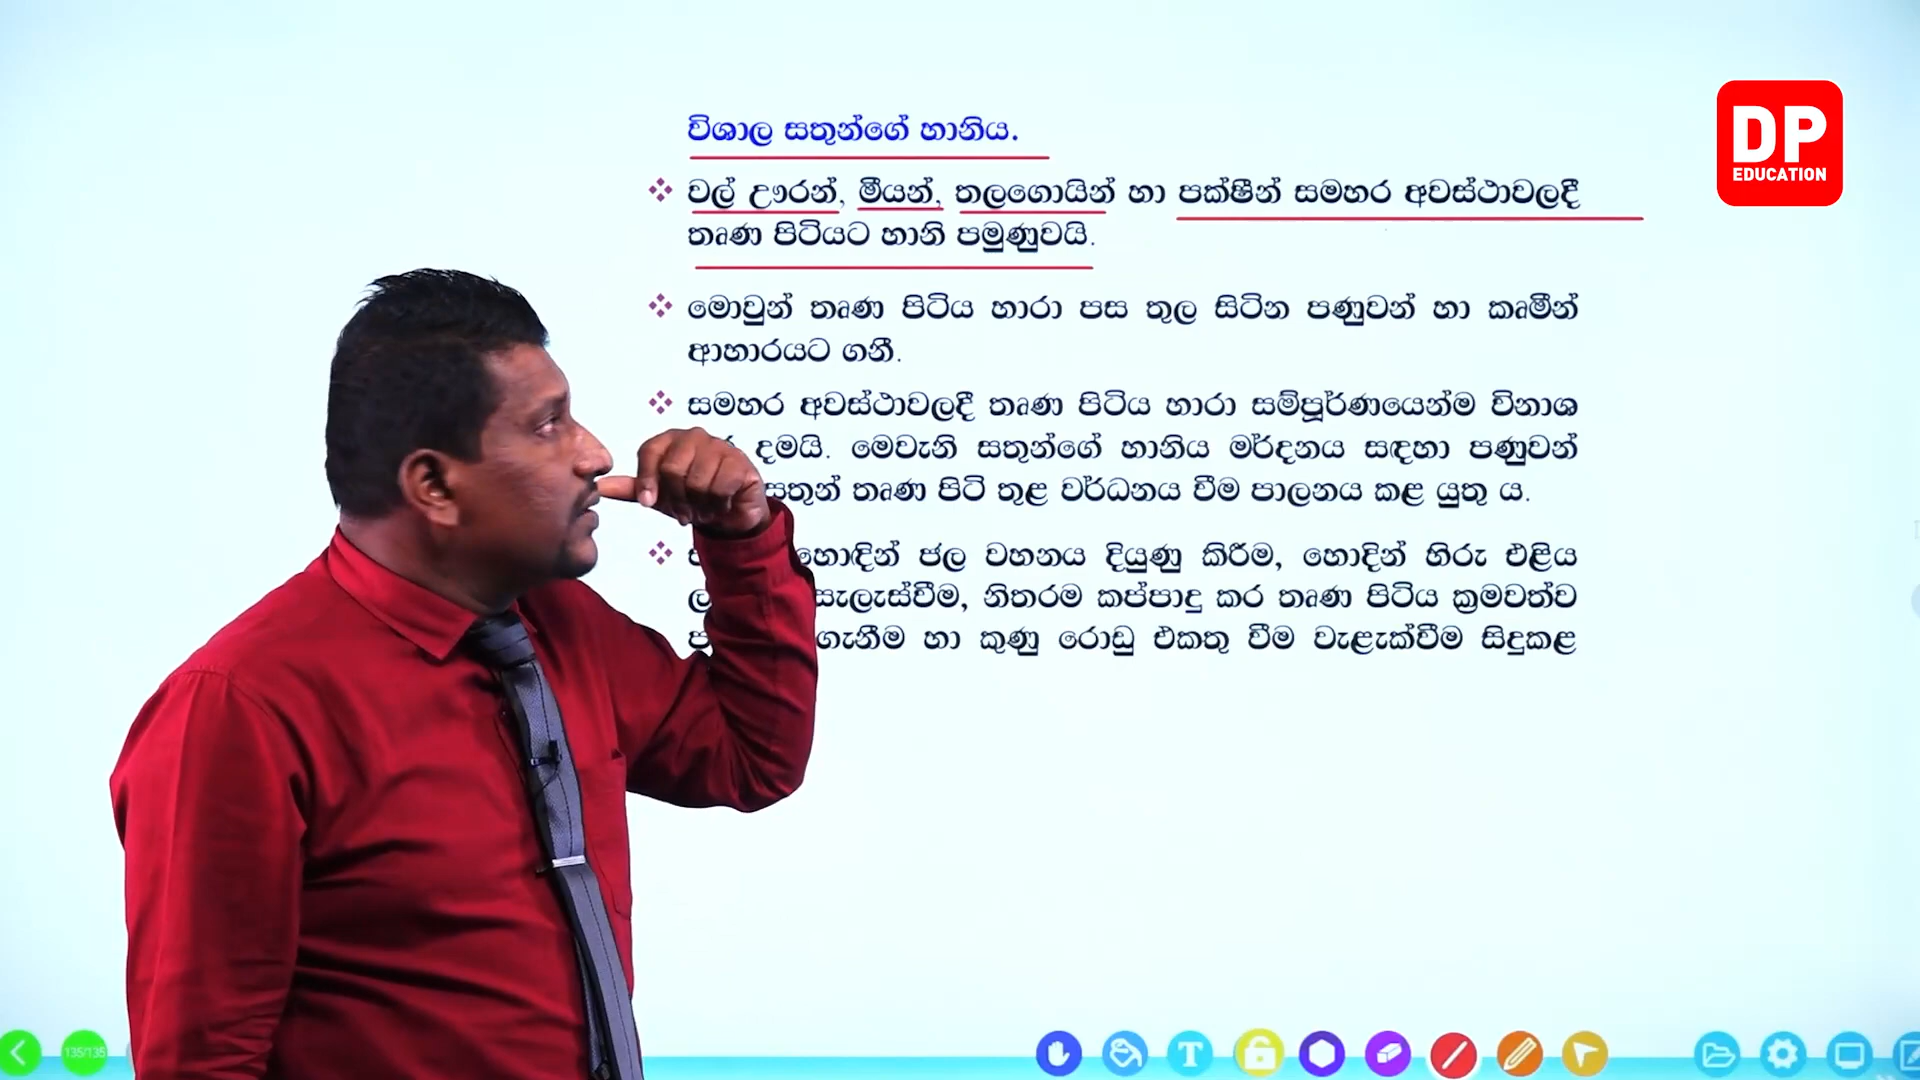 DP
EDUCATION
විශාල සතුන්ගේ හානිය.
❖ වල් ඌරන්, මීයන්, තලගොයින් හා පක්ෂීන් සමහර අවස්ථාවලදී
තෘණ පිටියට හානි පමුණුවයි.
❖ මොවුන් තෘණ පිටිය හාරා පස තුල සිටින පණුවන් හා කෘමීන්
ආහාරයට ගනී.
❖ සමහර අවස්ථාවලදී තෘණ පිටිය හාරා සම්පූර්ණයෙන්ම විනාශ
දමයි. මෙවැනි සතුන්ගේ හානිය මර්දනය සඳහා පණුවන්
සතුන් තෘණ පිටි තුළ වර්ධනය වීම පාලනය කළ යුතු ය.
❖ හොඳින් ජල වහනය දියුණු කිරීම, හොදින් හිරු එළිය
සැලැස්වීම, නිතරම කප්පාදු කර තෘණ පිටිය ක්‍රමවත්ව
ගැනීම හා කුණු රොඩු එකතු වීම වැළැක්වීම සිදුකළ
135/135